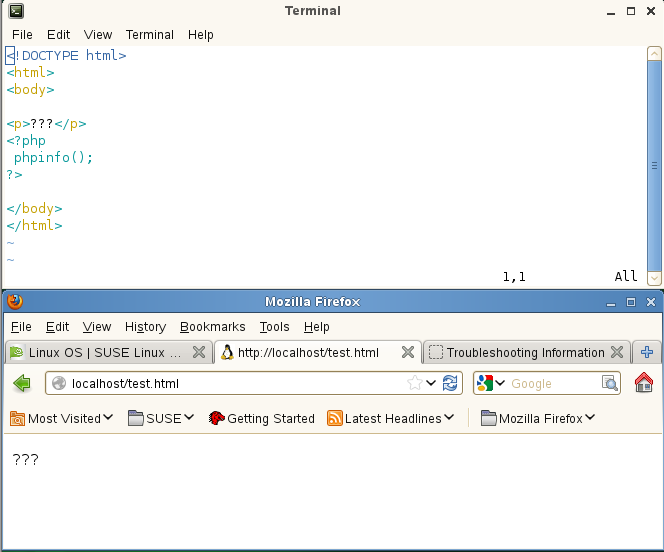 Terminal
File Edit View Terminal Help
<!DOCTYPE html>
<html>
<body>
<p>???</p>
<?php
 phpinfo();
?>
</body>
</html>
~
~
1,1 All
Mozilla Firefox
File Edit View History Bookmarks Tools Help
Linux OS | SUSE Linux ... http://localhost/test.html Troubleshooting Information
localhost/test.html Google
Most Visited SUSE Getting Started Latest Headlines Mozilla Firefox
???